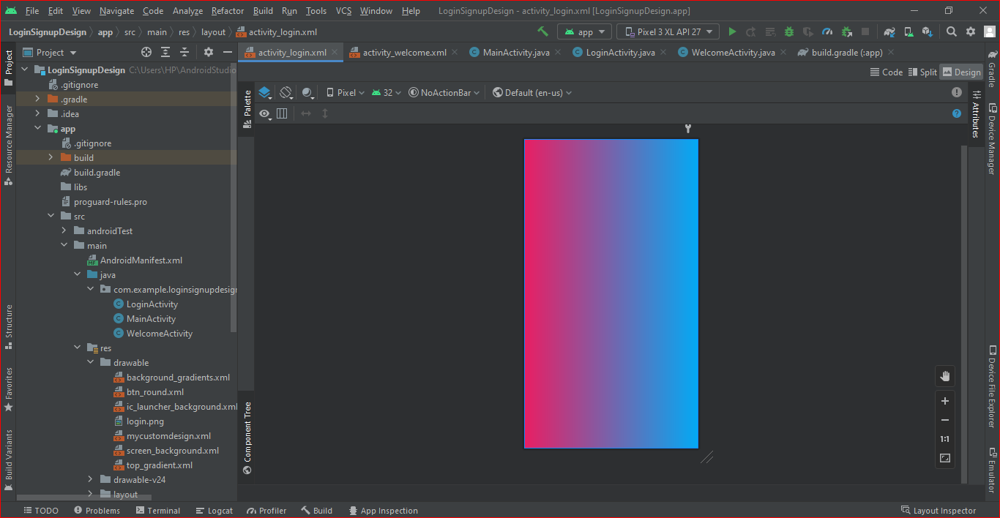 File Edit View Navigate Code Analyze Refactor Build Run Tools VCS Window Help LoginSignupDesign - activity_login.xml [LoginSignupDesign.app]
LoginSignupDesign app src main res layout activity_login.xml app Pixel 3 XL API 27
Project activity_login.xml activity_welcome.xml MainActivity.java LoginActivity.java WelcomeActivity.java build.gradle (:app)
Code Split Design
Pixel 32 NoActionBar Default (en-us)
LoginSignupDesign C:\Users\HP\AndroidStudio
.gitignore
.gradle
.idea
app
.gitignore
build
build.gradle
libs
proguard-rules.pro
src
androidTest
main
MF
AndroidManifest.xml
java
com.example.loginsignupdesign
C LoginActivity
C MainActivity
C WelcomeActivity
res
drawable
background_gradients.xml
btn_round.xml
ic_launcher_background.xml
login.png
mycustomdesign.xml
screen_background.xml
top_gradient.xml
drawable-v24
layout
Project
Resource Manager
Structure
Favorites
Build Variants
Palette
Component Tree
1:1
Attributes
Gradle
Device Manager
Device File Explorer
Emulator
TODO Problems Terminal Logcat Profiler Build App Inspection Layout Inspector